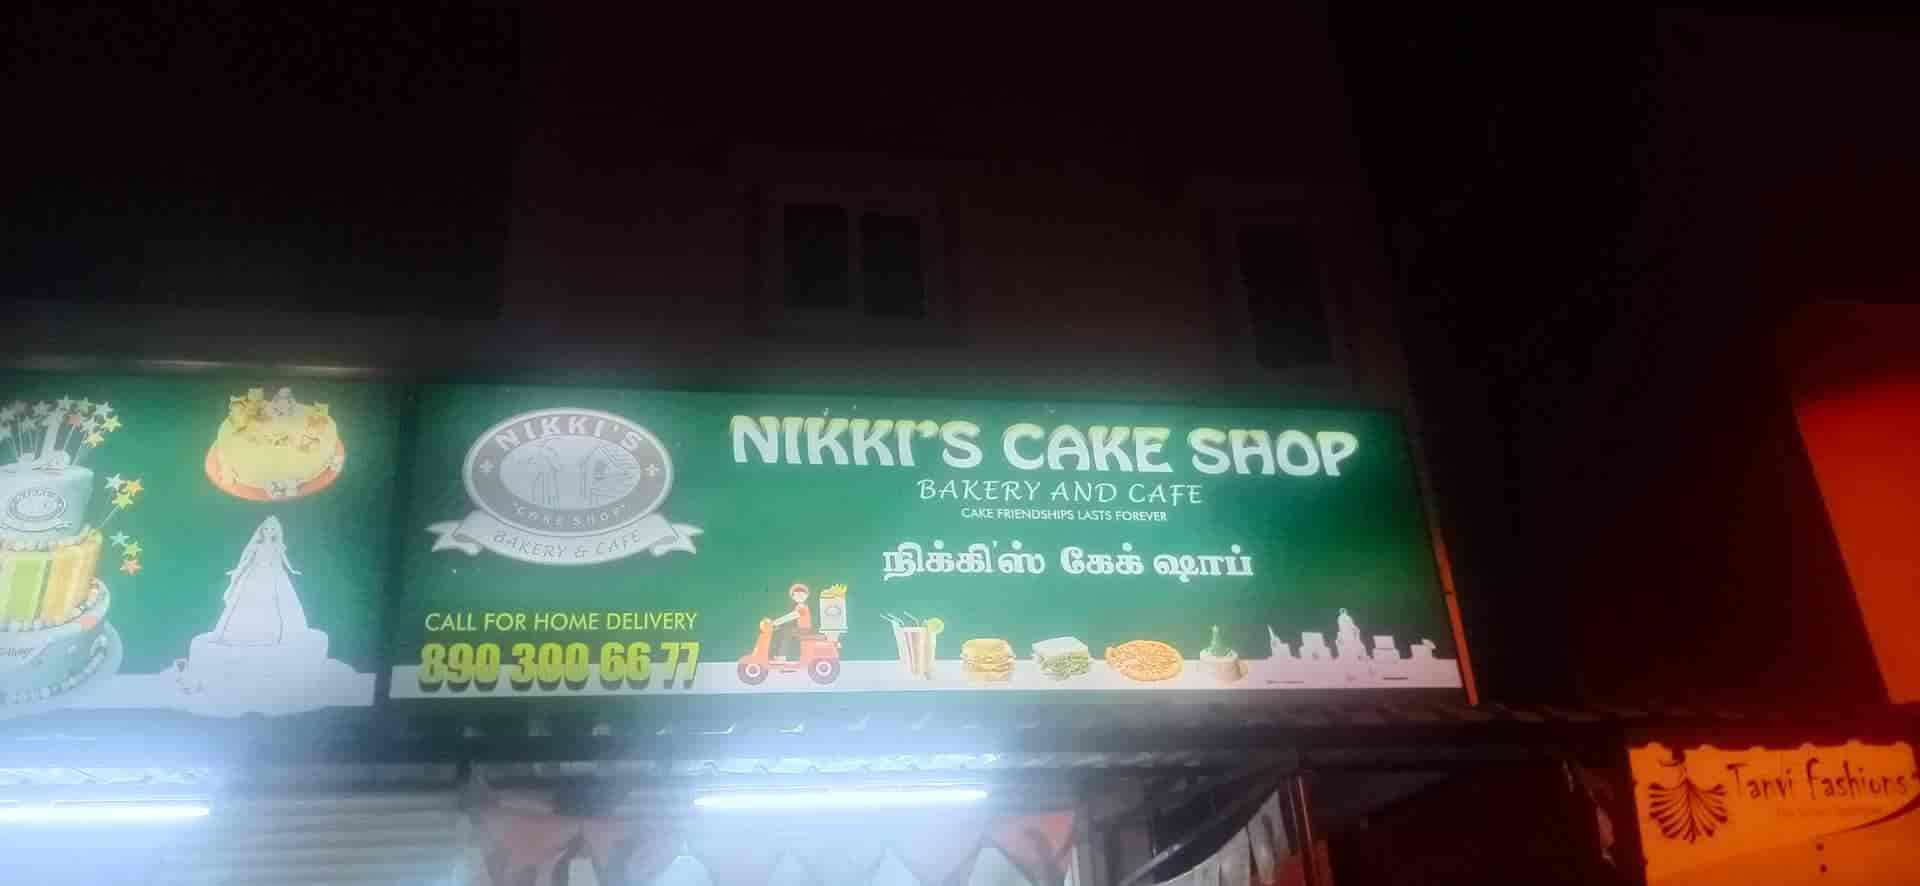 NIKKI'S
"CAKE SHOP"
BAKERY & CAFE
CALL FOR HOME DELIVERY
890 300 66 77
NIKKI'S CAKE SHOP
BAKERY AND CAFE
CAKE FRIENDSHIPS LASTS FOREVER
நிக்கி'ஸ் கேக் ஷாப்
Tanvi Fashions